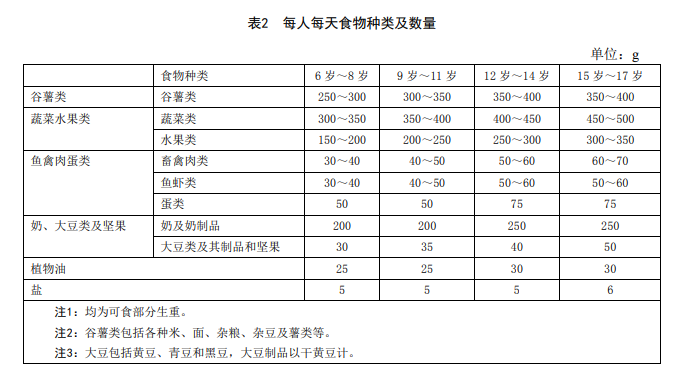 表2 每人每天食物种类及数量
单位：g
食物种类 6 岁～8 岁 9 岁～11 岁 12 岁～14 岁 15 岁～17 岁
谷薯类 谷薯类 250～300 300～350 350～400 350～400
蔬菜水果类 蔬菜类 300～350 350～400 400～450 450～500
水果类 150～200 200～250 250～300 300～350
鱼禽肉蛋类 畜禽肉类 30～40 40～50 50～60 60～70
鱼虾类 30～40 40～50 50～60 50～60
蛋类 50 50 75 75
奶、大豆类及坚果 奶及奶制品 200 200 250 250
大豆类及其制品和坚果 30 35 40 50
植物油 25 25 30 30
盐 5 5 5 6
注1：均为可食部分生重。
注2：谷薯类包括各种米、面、杂粮、杂豆及薯类等。
注3：大豆包括黄豆、青豆和黑豆，大豆制品以干黄豆计。